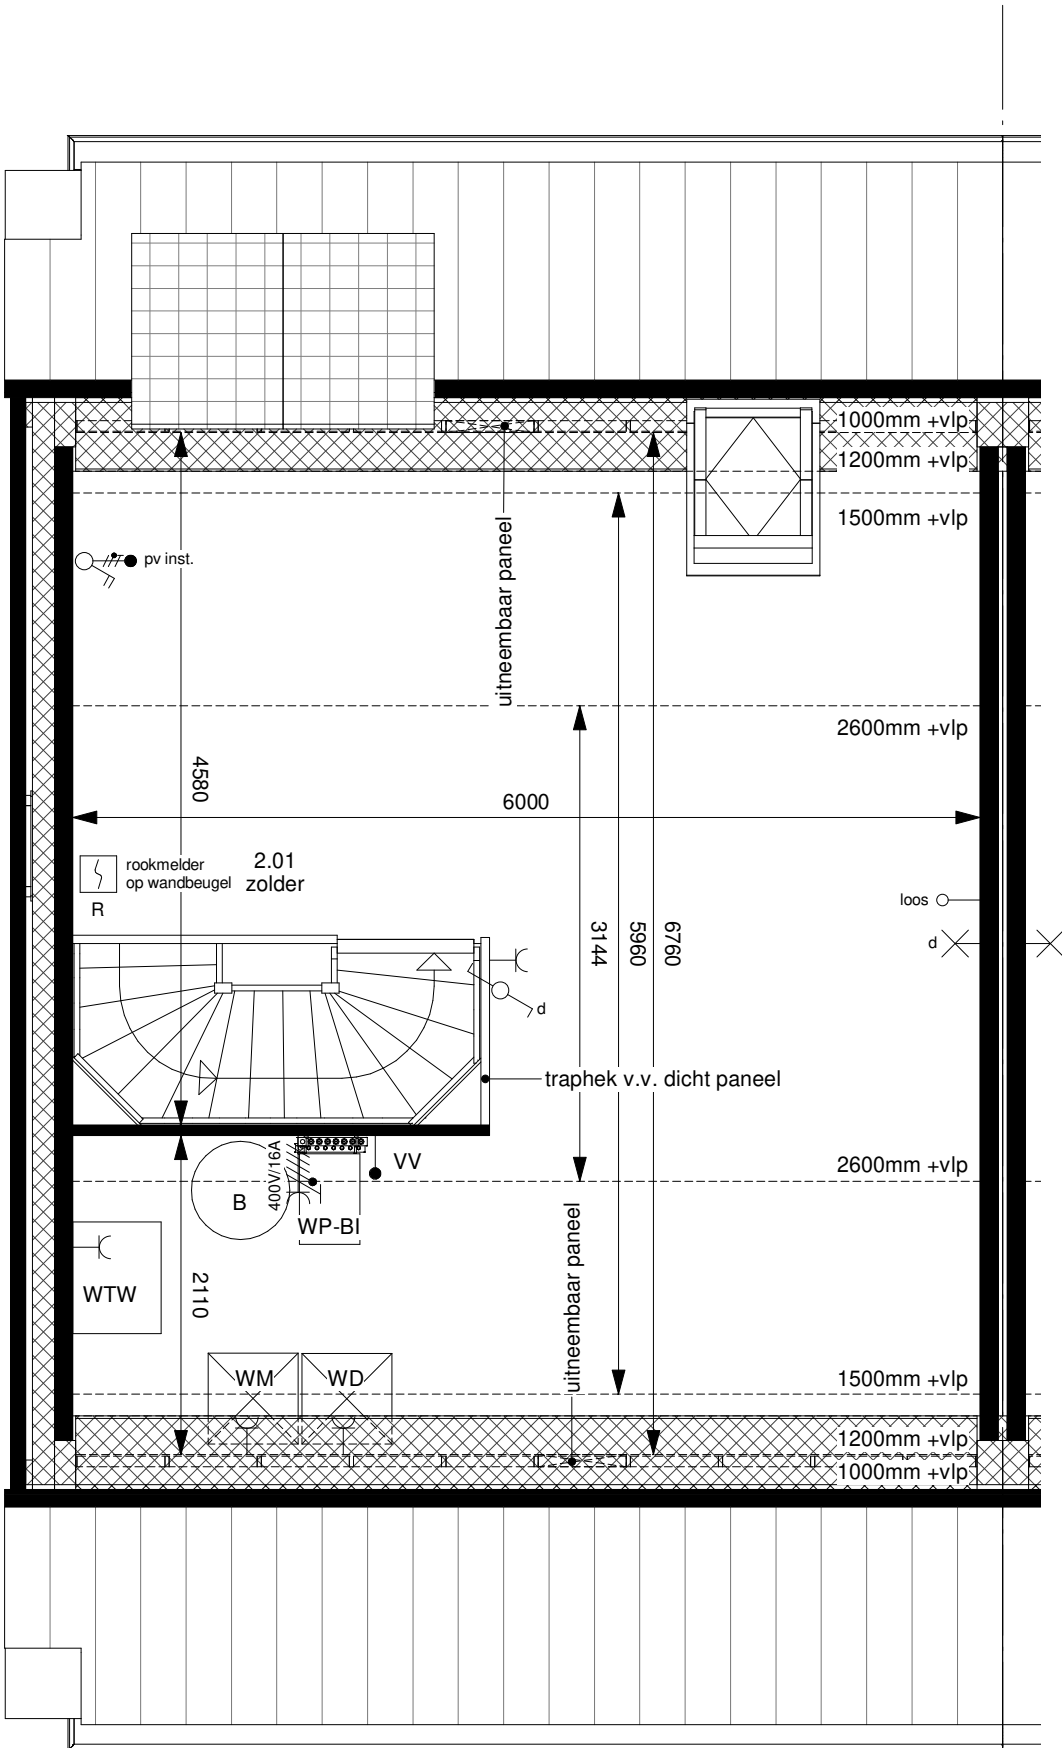 1000mm +vlp
1200mm +vlp
1500mm +vlp
uitneembaar paneel
pv inst.
2600mm +vlp
4580
6000
rookmelder
op wandbeugel
R
2.01
zolder
loos
d
3144
5960
6760
d
traphek v.v. dicht paneel
400V/16A
VV
B
WP-BI
2600mm +vlp
WTW
2110
uitneembaar paneel
WM
WD
1500mm +vlp
1200mm +vlp
1000mm +vlp